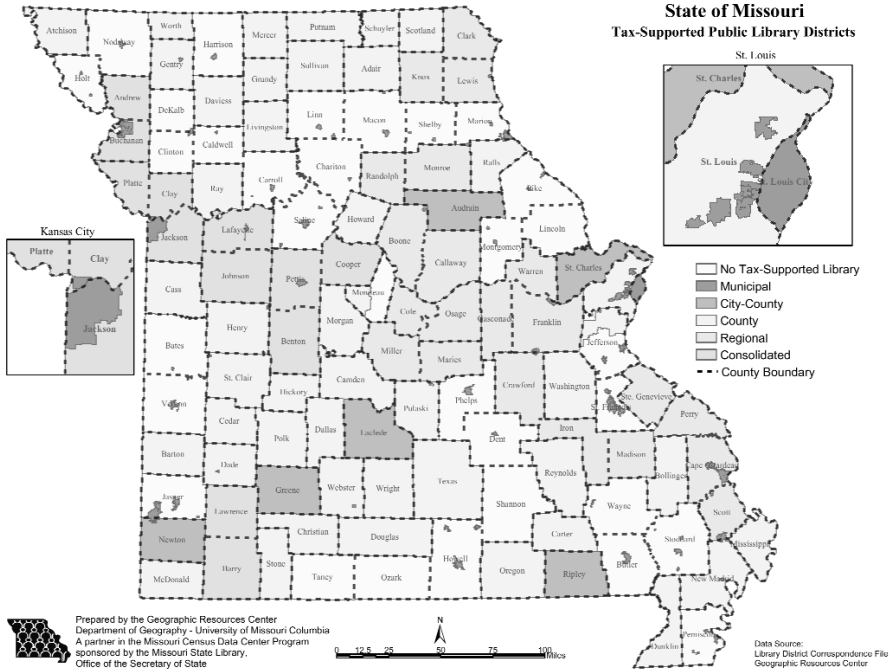 State of Missouri
Tax-Supported Public Library Districts
St. Louis
St. Charles
St. Louis
St. Louis City
Kansas City
Platte
Clay
Jackson
No Tax-Supported Library
Municipal
City-County
County
Regional
Consolidated
County Boundary
Atchison
Nodaway
Worth
Harrison
Mercer
Putnam
Schuyler
Scotland
Clark
Holt
Gentry
Grundy
Sullivan
Adair
Knox
Lewis
Andrew
DeKalb
Daviess
Livingston
Linn
Macon
Shelby
Marion
Buchanan
Clinton
Caldwell
Chariton
Platte
Clay
Ray
Carroll
Randolph
Monroe
Ralls
Pike
Jackson
Lafayette
Saline
Howard
Audrain
Lincoln
Boone
Callaway
Montgomery
Warren
St. Charles
Cass
Johnson
Pettis
Cooper
Moniteau
Cole
Osage
Gasconade
Franklin
Jefferson
Bates
Henry
Benton
Morgan
Miller
Maries
St. Clair
Hickory
Camden
Pulaski
Phelps
Crawford
Washington
St. Francois
Ste. Genevieve
Perry
Vernon
Cedar
Polk
Dallas
Laclede
Dent
Iron
Madison
Bollinger
Cape Girardeau
Barton
Dade
Greene
Webster
Wright
Texas
Reynolds
Jasper
Lawrence
Christian
Douglas
Shannon
Wayne
Scott
Newton
Carter
Stoddard
Mississippi
McDonald
Barry
Stone
Taney
Ozark
Howell
Oregon
Ripley
Butler
New Madrid
Dunklin
Pemiscot
Prepared by the Geographic Resources Center
Department of Geography - University of Missouri Columbia
A partner in the Missouri Census Data Center Program
sponsored by the Missouri State Library,
Office of the Secretary of State
N
0 12.5 25 50 75 100
Miles
Data Source:
Library District Correspondence File
Geographic Resources Center